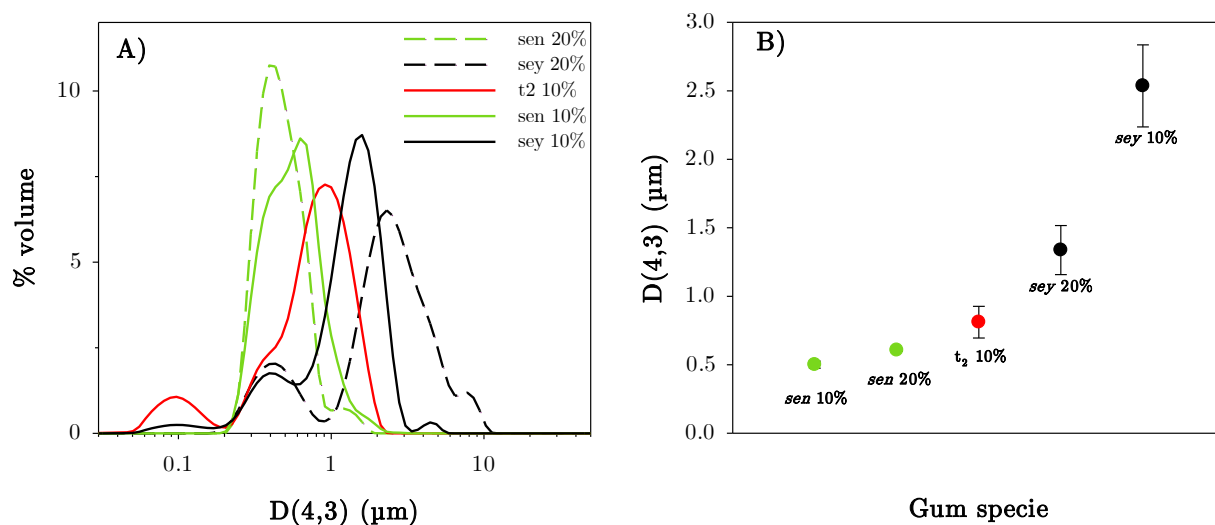 A)
sen 20%
sey 20%
t2 10%
sen 10%
sey 10%
10
5
0
% volume
0.1
1
10
D(4,3) (µm)
B)
3.0
2.5
2.0
1.5
1.0
0.5
0.0
D(4,3) (µm)
sey 10%
sey 20%
t2 10%
sen 20%
sen 10%
Gum specie